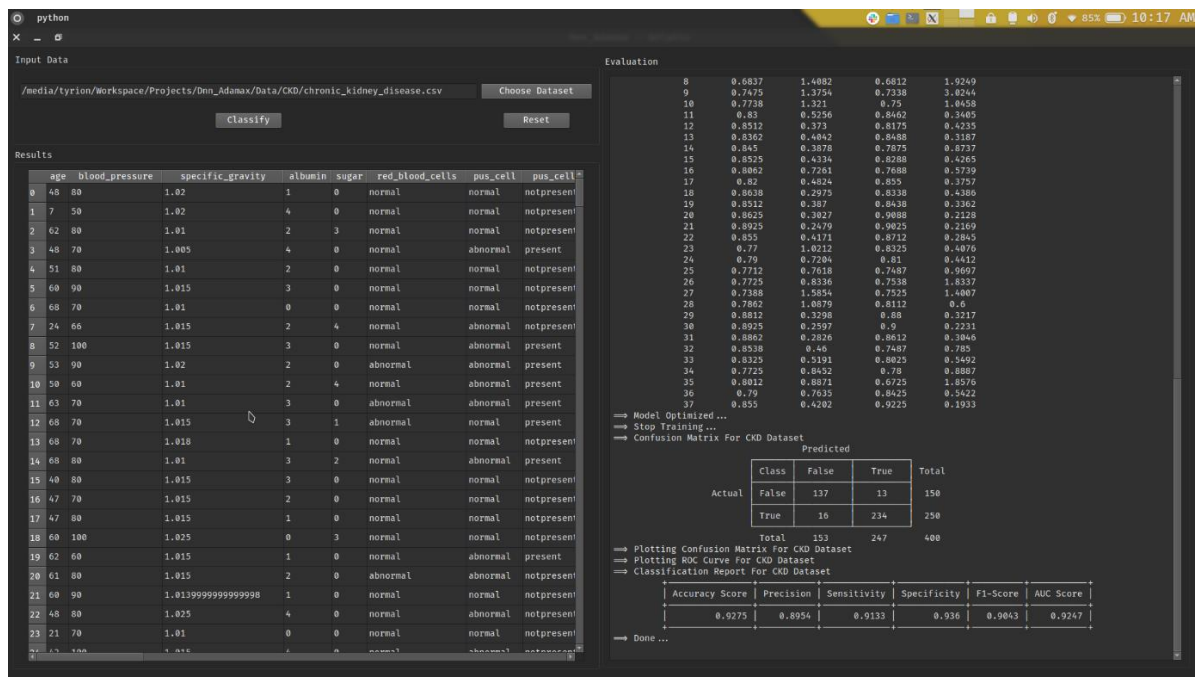 python
85% 10:17 AM
Input Data
/media/tyrion/Workspace/Projects/Dnn_Adamax/Data/CKD/chronic_kidney_disease.csv Choose Dataset
Classify Reset
Results
age blood_pressure specific_gravity albumin sugar red_blood_cells pus_cell pus_cell
0 48 80 1.02 1 0 normal normal notpresent
1 7 50 1.02 4 0 normal normal notpresent
2 62 80 1.01 2 3 normal normal notpresent
3 48 70 1.005 4 0 normal abnormal present
4 51 80 1.01 2 0 normal normal notpresent
5 60 90 1.015 3 0 normal normal notpresent
6 68 70 1.01 0 0 normal normal notpresent
7 24 66 1.015 2 4 normal abnormal notpresent
8 52 100 1.015 3 0 normal abnormal present
9 53 90 1.02 2 0 abnormal abnormal present
10 50 60 1.01 2 4 normal abnormal present
11 63 70 1.01 3 0 abnormal abnormal present
12 68 70 1.015 3 1 abnormal normal present
13 68 70 1.018 1 0 normal normal notpresent
14 68 80 1.01 3 2 normal abnormal present
15 40 80 1.015 3 0 normal normal notpresent
16 47 70 1.015 2 0 normal normal notpresent
17 47 80 1.015 1 0 normal normal notpresent
18 60 100 1.025 0 3 normal normal notpresent
19 62 60 1.015 1 0 normal abnormal present
20 61 80 1.015 2 0 abnormal abnormal notpresent
21 60 90 1.0139999999999998 1 0 normal normal notpresent
22 48 80 1.025 4 0 normal abnormal notpresent
23 21 70 1.01 0 0 normal normal notpresent
Evaluation
8 0.6837 1.4082 0.6812 1.9249
9 0.7475 1.3754 0.7338 3.0244
10 0.7738 1.321 0.75 1.0458
11 0.83 0.5256 0.8462 0.3405
12 0.8512 0.373 0.8175 0.4235
13 0.8362 0.4042 0.8488 0.3187
14 0.845 0.3878 0.7875 0.8737
15 0.8525 0.4334 0.8288 0.4265
16 0.8062 0.7261 0.7688 0.5739
17 0.82 0.4824 0.855 0.3757
18 0.8638 0.2975 0.8338 0.4386
19 0.8512 0.387 0.8438 0.3362
20 0.8625 0.3027 0.9088 0.2128
21 0.8925 0.2479 0.9025 0.2169
22 0.855 0.4171 0.8712 0.2845
23 0.77 1.0212 0.8325 0.4076
24 0.79 0.7204 0.81 0.4412
25 0.7712 0.7618 0.7487 0.9697
26 0.7725 0.8336 0.7538 1.8337
27 0.7388 1.5854 0.7525 1.4007
28 0.7862 1.0879 0.8112 0.6
29 0.8812 0.3298 0.88 0.3217
30 0.8925 0.2597 0.9 0.2231
31 0.8862 0.2826 0.8612 0.3046
32 0.8538 0.46 0.7487 0.785
33 0.8325 0.5191 0.8025 0.5492
34 0.7725 0.8452 0.78 0.8887
35 0.8012 0.8871 0.6725 1.8576
36 0.79 0.7635 0.8425 0.5422
37 0.855 0.4202 0.9225 0.1933
⟹ Model Optimized...
⟹ Stop Training...
⟹ Confusion Matrix For CKD Dataset
Predicted
Class False True Total
Actual False 137 13 150
True 16 234 250
Total 153 247 400
⟹ Plotting Confusion Matrix For CKD Dataset
⟹ Plotting ROC Curve For CKD Dataset
⟹ Classification Report For CKD Dataset
Accuracy Score | Precision | Sensitivity | Specificity | F1-Score | AUC Score
0.9275 | 0.8954 | 0.9133 | 0.936 | 0.9043 | 0.9247
⟹ Done...